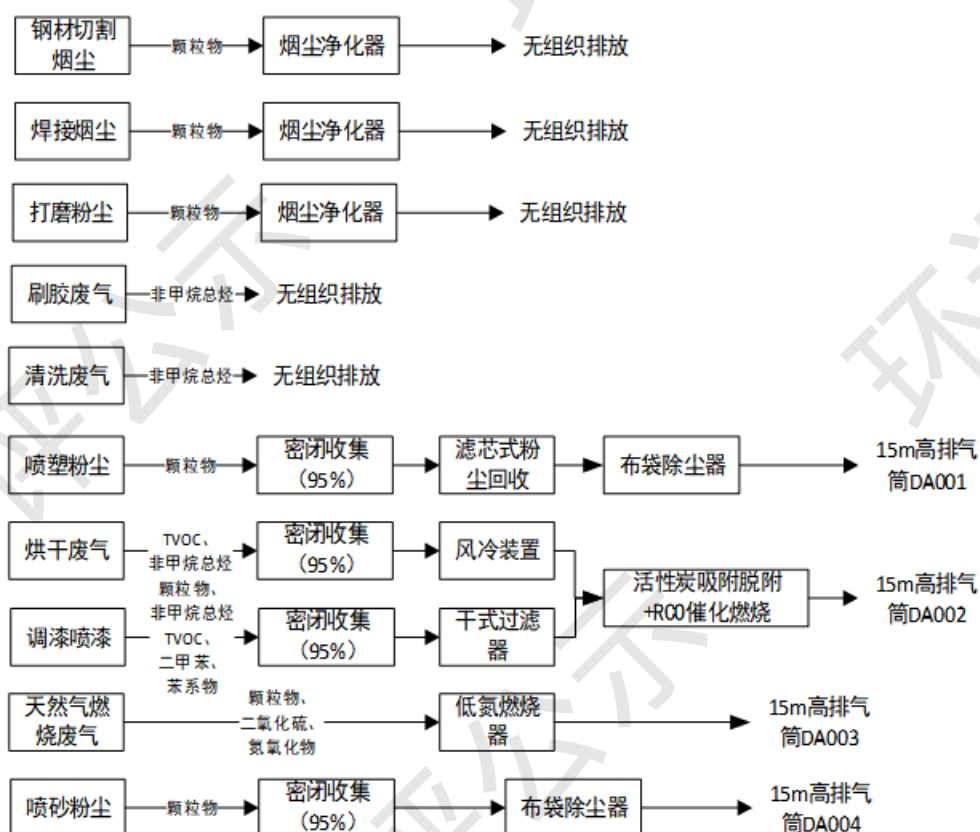 钢材切割
烟尘
颗粒物
烟尘净化器
无组织排放
焊接烟尘
颗粒物
烟尘净化器
无组织排放
打磨粉尘
颗粒物
烟尘净化器
无组织排放
刷胶废气
非甲烷总烃
无组织排放
清洗废气
非甲烷总烃
无组织排放
喷塑粉尘
颗粒物
密闭收集
（95%）
滤芯式粉
尘回收
布袋除尘器
15m高排气
筒DA001
烘干废气
TVOC、
非甲烷总烃
密闭收集
（95%）
风冷装置
调漆喷漆
颗粒物、
非甲烷总烃
TVOC、
二甲苯、
苯系物
密闭收集
（95%）
干式过滤
器
活性炭吸附脱附
+RCO催化燃烧
15m高排气
筒DA002
天然气燃
烧废气
颗粒物、
二氧化硫、
氮氧化物
低氮燃烧
器
15m高排气
筒DA003
喷砂粉尘
颗粒物
密闭收集
（95%）
布袋除尘器
15m高排气
筒DA004
评公示
环
公示